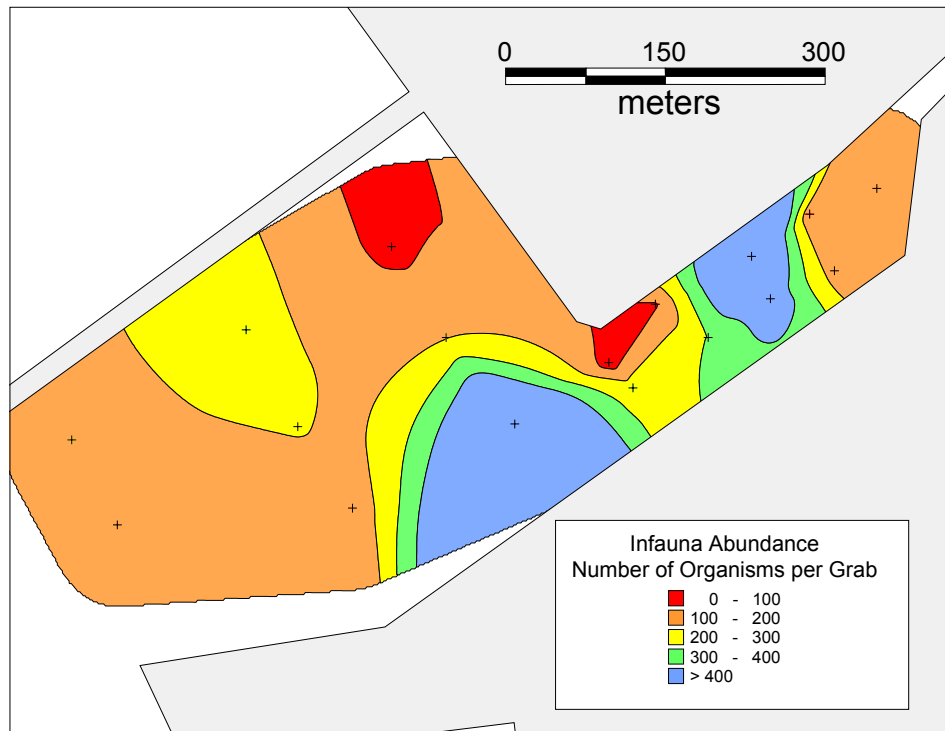 0 150 300
meters
Infauna Abundance
Number of Organisms per Grab
0 - 100
100 - 200
200 - 300
300 - 400
> 400